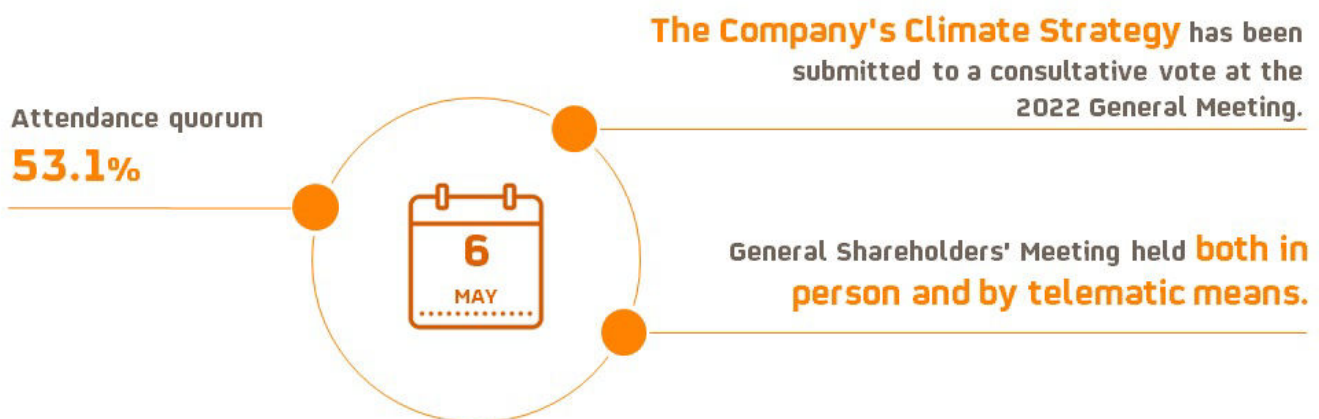 Attendance quorum
53.1%
The Company's Climate Strategy has been
submitted to a consultative vote at the
2022 General Meeting.
6
MAY
General Shareholders' Meeting held both in
person and by telematic means.